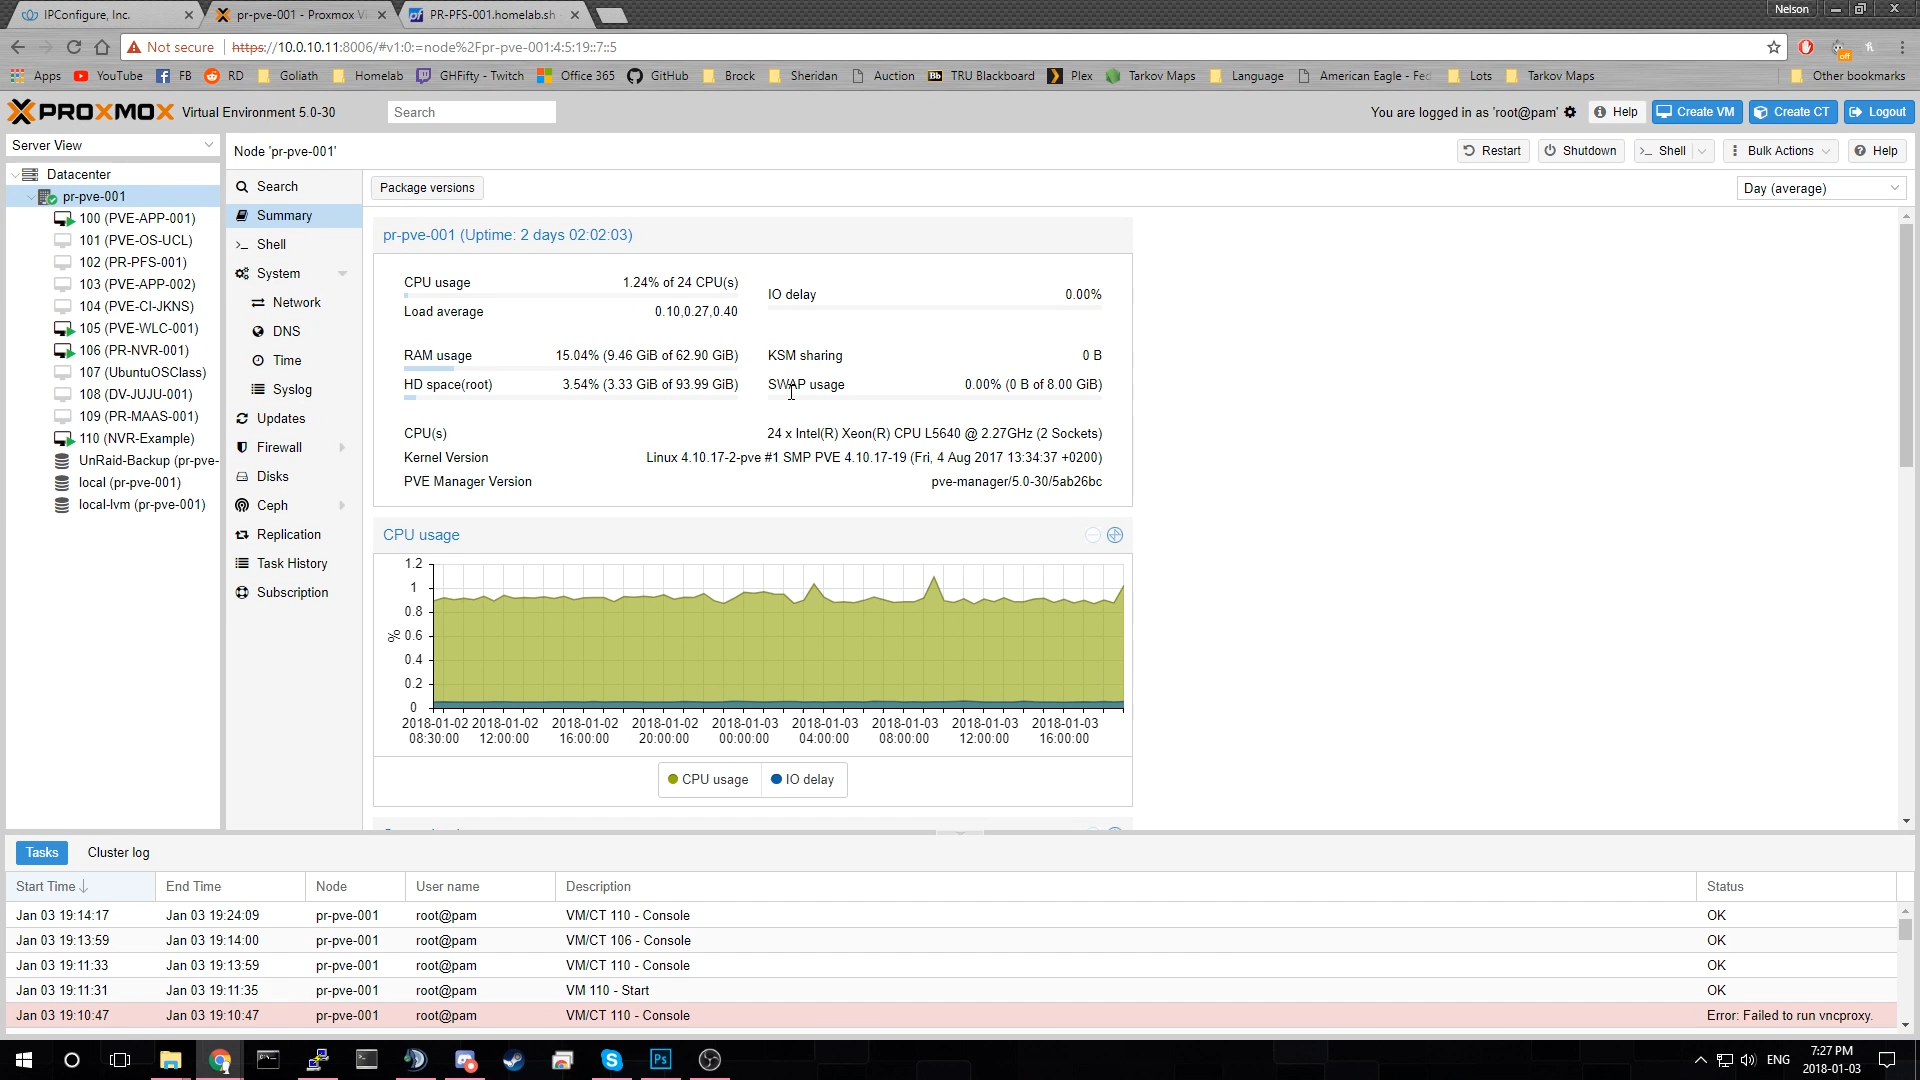 IPConfigure, Inc.
pr-pve-001 - Proxmox Vi
PR-PFS-001.homelab.sh
Nelson
Not secure
https://10.0.10.11:8006/#v1:0:=node%2Fpr-pve-001:4:5:19::7::5
Apps
YouTube
FB
RD
Goliath
Homelab
GHFifty - Twitch
Office 365
GitHub
Brock
Sheridan
Auction
Bb
TRU Blackboard
Plex
Tarkov Maps
Language
American Eagle - Fed
Lots
Tarkov Maps
Other bookmarks
off
PROXMOX
Virtual Environment 5.0-30
Search
You are logged in as 'root@pam'
Help
Create VM
Create CT
Logout
Server View
Datacenter
pr-pve-001
100 (PVE-APP-001)
101 (PVE-OS-UCL)
102 (PR-PFS-001)
103 (PVE-APP-002)
104 (PVE-CI-JKNS)
105 (PVE-WLC-001)
106 (PR-NVR-001)
107 (UbuntuOSClass)
108 (DV-JUJU-001)
109 (PR-MAAS-001)
110 (NVR-Example)
UnRaid-Backup (pr-pve-
local (pr-pve-001)
local-lvm (pr-pve-001)
Node 'pr-pve-001'
Restart
Shutdown
Shell
Bulk Actions
Help
Search
Summary
Shell
System
Network
DNS
Time
Syslog
Updates
Firewall
Disks
Ceph
Replication
Task History
Subscription
Package versions
Day (average)
pr-pve-001 (Uptime: 2 days 02:02:03)
CPU usage 1.24% of 24 CPU(s)
IO delay 0.00%
Load average 0.10,0.27,0.40
RAM usage 15.04% (9.46 GiB of 62.90 GiB)
KSM sharing 0 B
HD space(root) 3.54% (3.33 GiB of 93.99 GiB)
SWAP usage 0.00% (0 B of 8.00 GiB)
CPU(s) 24 x Intel(R) Xeon(R) CPU L5640 @ 2.27GHz (2 Sockets)
Kernel Version Linux 4.10.17-2-pve #1 SMP PVE 4.10.17-19 (Fri, 4 Aug 2017 13:34:37 +0200)
PVE Manager Version pve-manager/5.0-30/5ab26bc
CPU usage
1.2
1
0.8
0.6
0.4
0.2
0
%
2018-01-02 2018-01-02 2018-01-02 2018-01-02 2018-01-03 2018-01-03 2018-01-03 2018-01-03 2018-01-03
08:30:00 12:00:00 16:00:00 20:00:00 00:00:00 04:00:00 08:00:00 12:00:00 16:00:00
CPU usage
IO delay
Tasks
Cluster log
Start Time End Time Node User name Description Status
Jan 03 19:14:17 Jan 03 19:24:09 pr-pve-001 root@pam VM/CT 110 - Console OK
Jan 03 19:13:59 Jan 03 19:14:00 pr-pve-001 root@pam VM/CT 106 - Console OK
Jan 03 19:11:33 Jan 03 19:13:59 pr-pve-001 root@pam VM/CT 110 - Console OK
Jan 03 19:11:31 Jan 03 19:11:35 pr-pve-001 root@pam VM 110 - Start OK
Jan 03 19:10:47 Jan 03 19:10:47 pr-pve-001 root@pam VM/CT 110 - Console Error: Failed to run vncproxy.
Ps
ENG
7:27 PM
2018-01-03